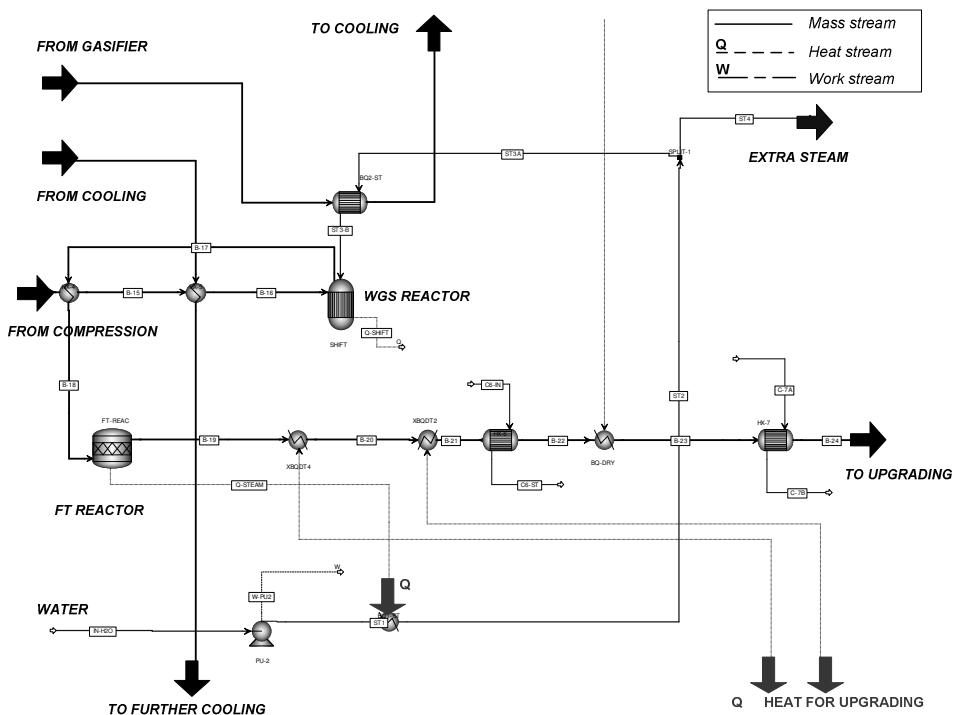 TO COOLING
Mass stream
Q
Heat stream
W
Work stream
FROM GASIFIER
ST4
EXTRA STEAM
ST3A
SPLIT-1
FROM COOLING
BQ2-ST
ST3-B
B-17
B-15
B-16
WGS REACTOR
FROM COMPRESSION
Q-SHIFT
Q
SHIFT
B-18
C6-IN
C-7A
ST2
FT-REAC
XBQDT2
HX-7
B-19
B-20
B-21
B-22
B-23
B-24
XBQDT4
BQ-DRY
TO UPGRADING
Q-STEAM
C6-ST
C-7B
FT REACTOR
W
Q
W-PU2
WATER
ST1
IN-H2O
PU-2
TO FURTHER COOLING
Q HEAT FOR UPGRADING